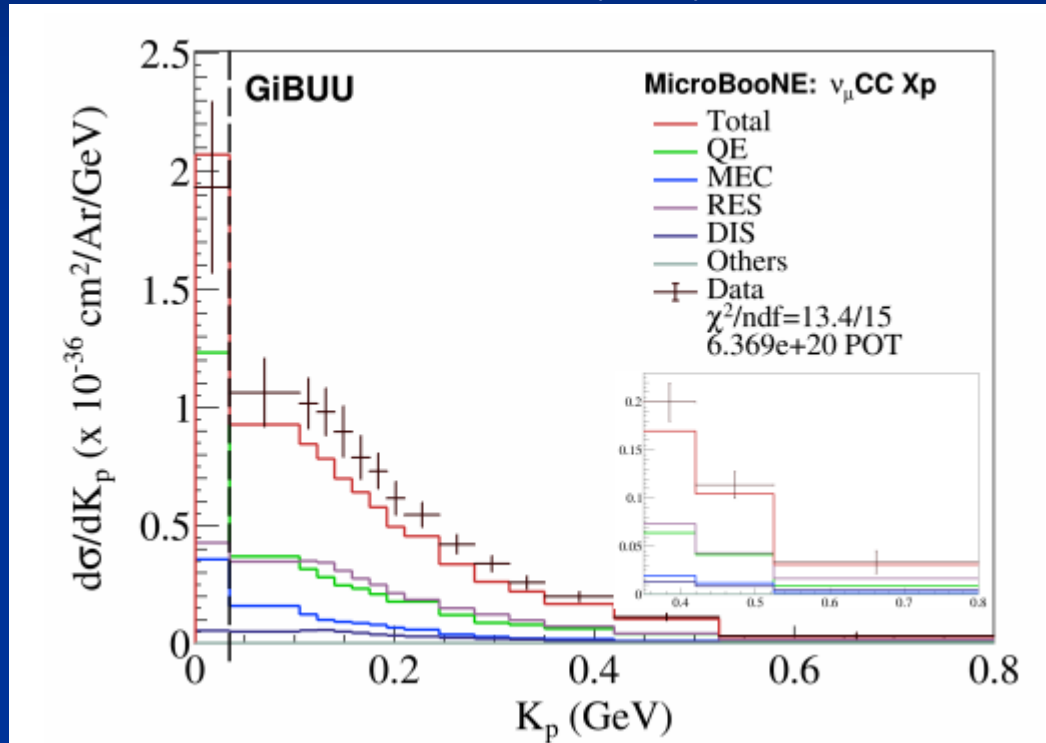 GiBUU
MicroBooNE: νμCC Xp
Total
QE
MEC
RES
DIS
Others
Data
χ²/ndf=13.4/15
6.369e+20 POT
dσ/dKp (x 10⁻³⁶ cm²/Ar/GeV)
2.5
2
1.5
1
0.5
0
0 0.2 0.4 0.6 0.8
Kp (GeV)
0.2
0.15
0.1
0.05
0
0.4 0.5 0.6 0.7 0.8